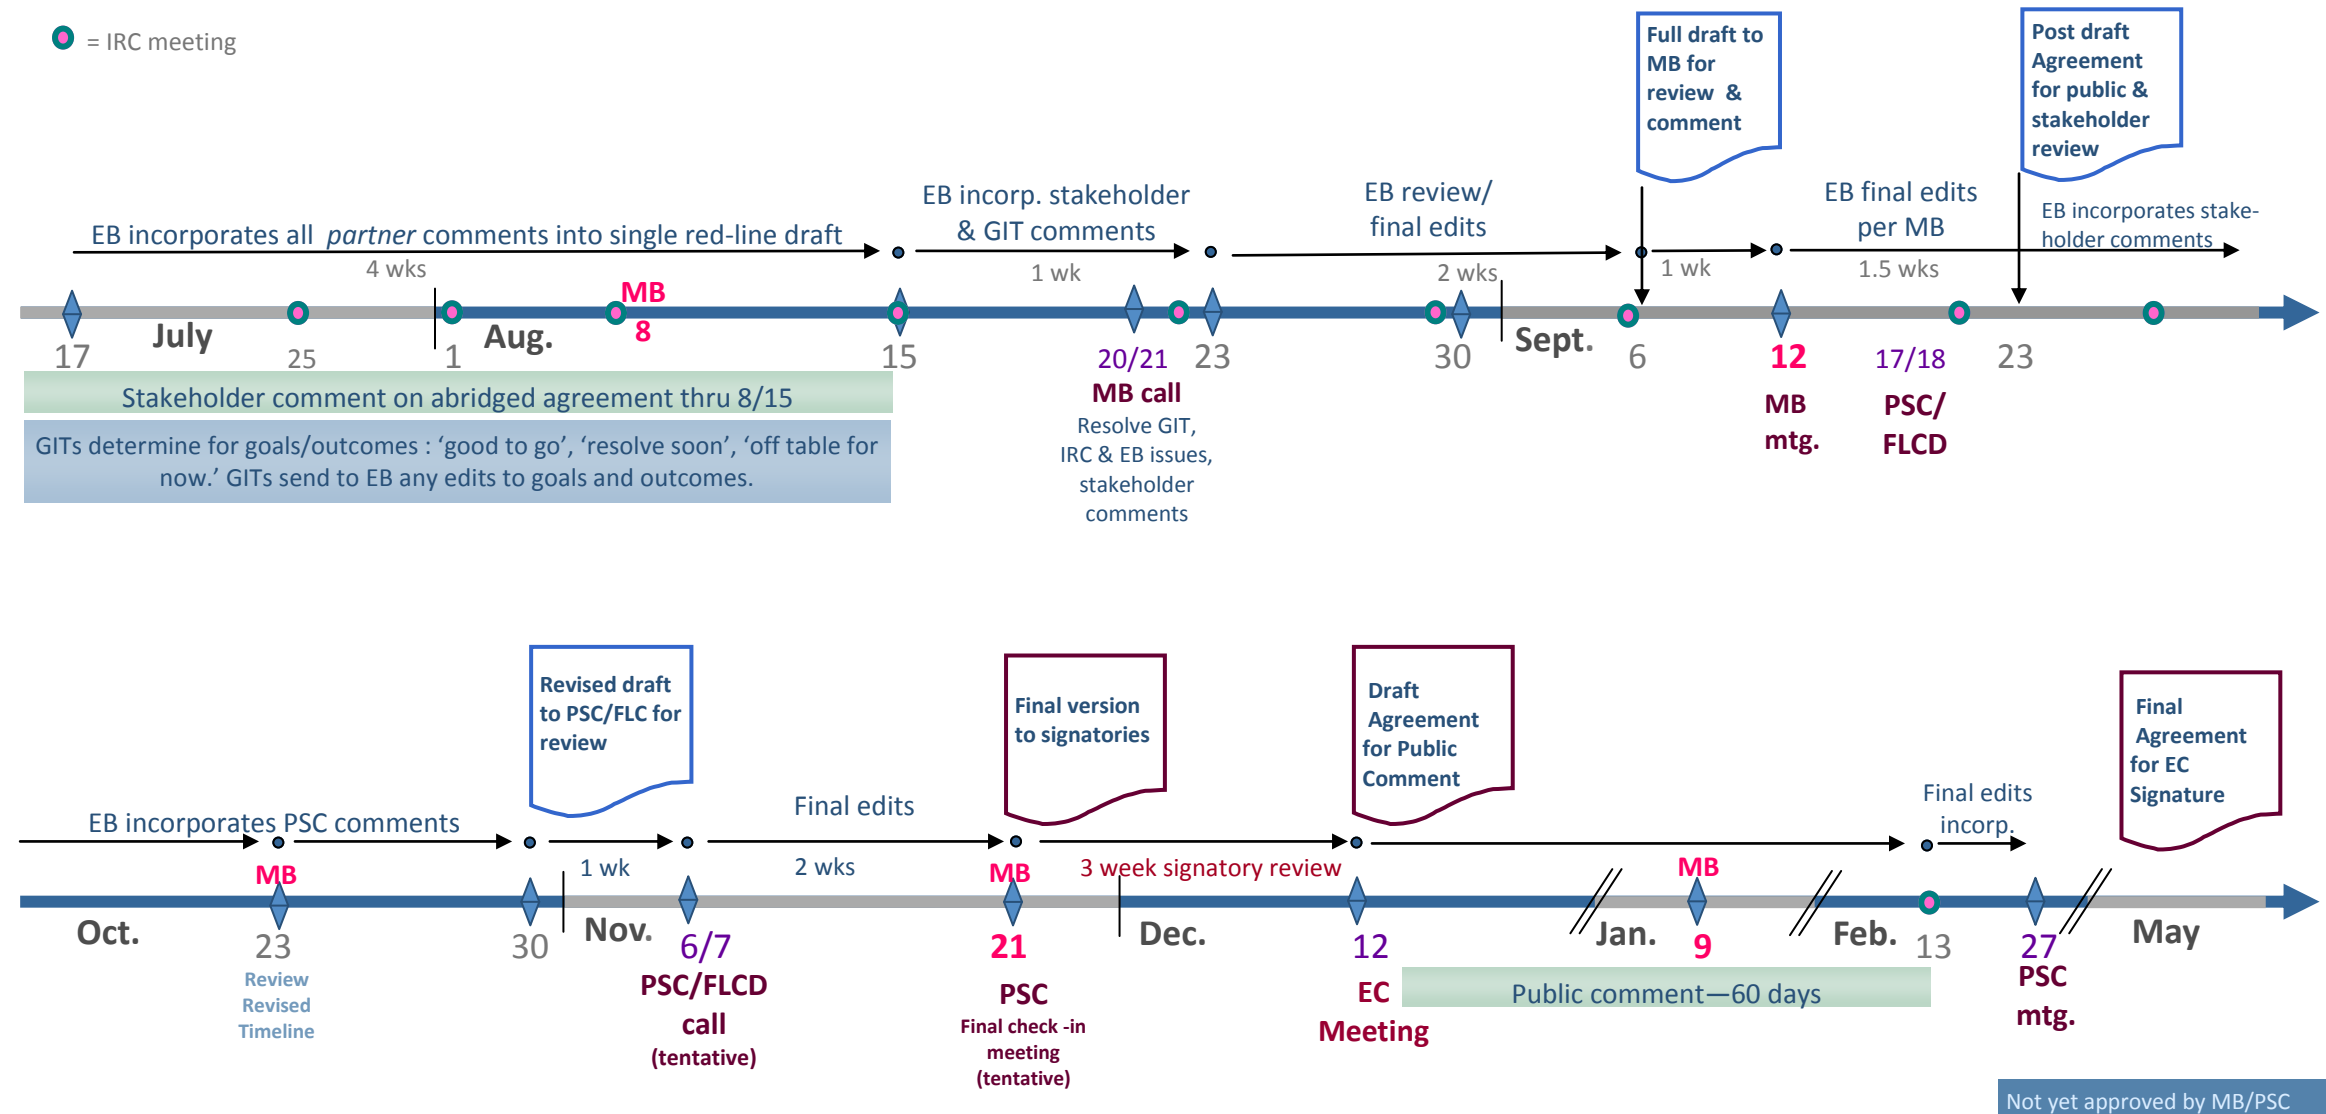 = IRC meeting
Full draft to
MB for
review &
comment
Post draft
Agreement
for public &
stakeholder
review
EB incorporates all partner comments into single red-line draft
4 wks
EB incorp. stakeholder
& GIT comments
1 wk
EB review/
final edits
2 wks
1 wk
EB final edits
per MB
1.5 wks
EB incorporates stake-
holder comments
MB
8
July
Aug.
Sept.
17
25
1
15
20/21
23
30
6
12
17/18
23
MB call
Resolve GIT,
IRC & EB issues,
stakeholder
comments
MB
mtg.
PSC/
FLCD
Stakeholder comment on abridged agreement thru 8/15
GITs determine for goals/outcomes : ‘good to go’, ‘resolve soon’, ‘off table for
now.’ GITs send to EB any edits to goals and outcomes.
Revised draft
to PSC/FLC for
review
Final version
to signatories
Draft
Agreement
for Public
Comment
Final
Agreement
for EC
Signature
EB incorporates PSC comments
1 wk
Final edits
2 wks
3 week signatory review
Final edits
incorp.
MB
MB
MB
Oct.
Nov.
Dec.
Jan.
Feb.
May
23
30
6/7
21
12
9
13
27
Review
Revised
Timeline
PSC/FLCD
call
(tentative)
PSC
Final check -in
meeting
(tentative)
EC
Meeting
Public comment—60 days
PSC
mtg.
Not yet approved by MB/PSC